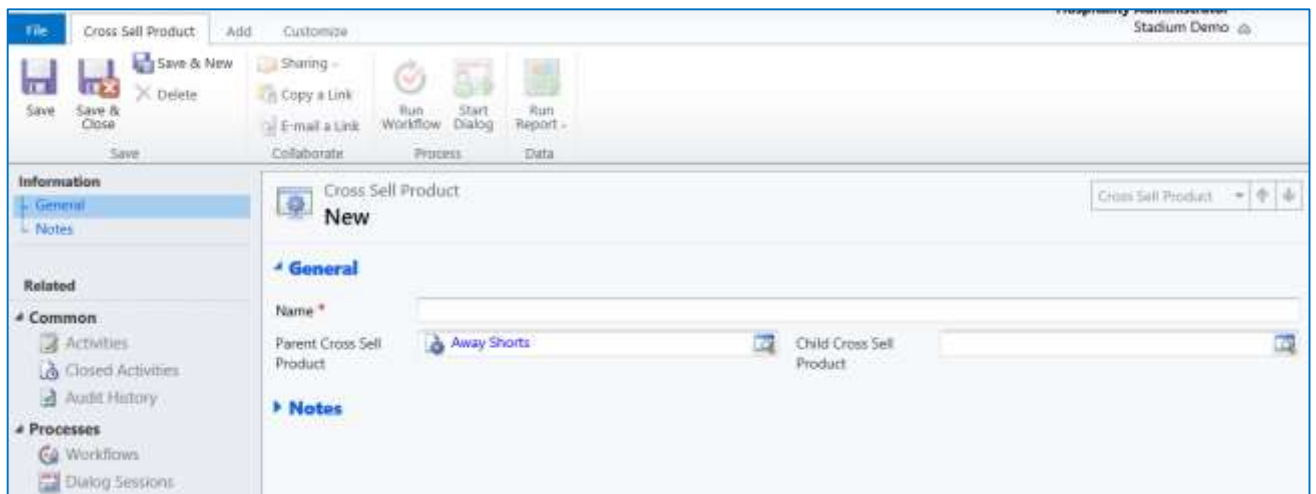 Hospitality Administrator
Stadium Demo
File
Cross Sell Product
Add
Customize
Save
Save &
Close
Save & New
Delete
Save
Sharing
Copy a Link
E-mail a Link
Collaborate
Run
Workflow
Start
Dialog
Process
Run
Report
Data
Information
General
Notes
Related
Common
Activities
Closed Activities
Audit History
Processes
Workflows
Dialog Sessions
Cross Sell Product
New
Cross Sell Product
General
Name *
Parent Cross Sell
Product
Away Shorts
Child Cross Sell
Product
Notes